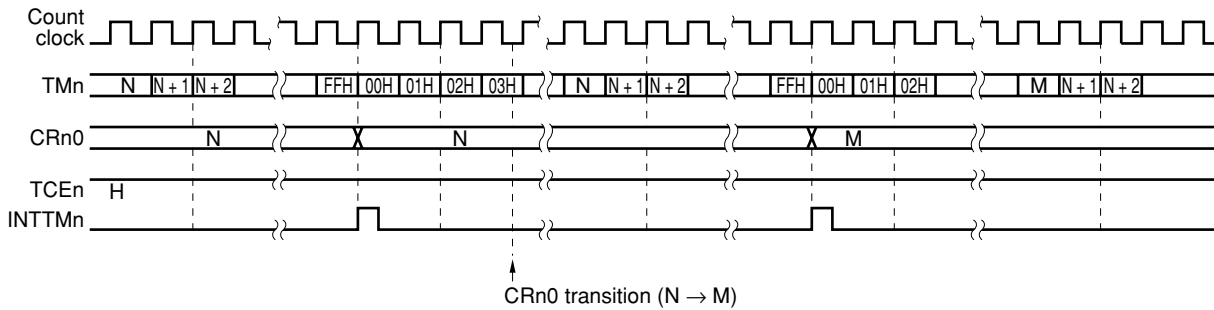 Count
clock
TMn N N + 1 N + 2 FFH 00H 01H 02H 03H N N + 1 N + 2 FFH 00H 01H 02H M N + 1 N + 2
CRn0 N N M
TCEn H
INTTMn
CRn0 transition (N → M)